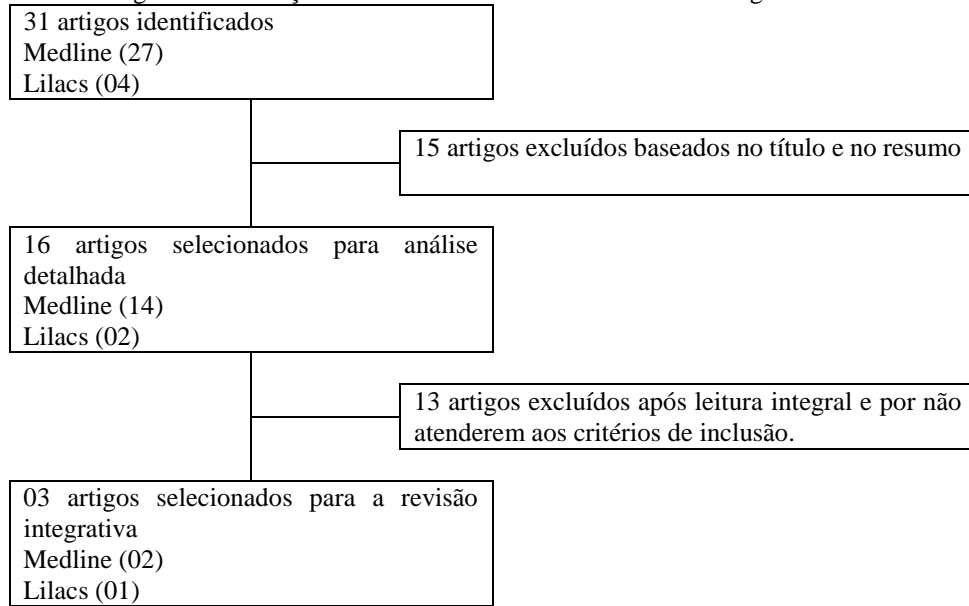 31 artigos identificados
Medline (27)
Lilacs (04)
15 artigos excluídos baseados no título e no resumo
16 artigos selecionados para análise
detalhada
Medline (14)
Lilacs (02)
13 artigos excluídos após leitura integral e por não
atenderem aos critérios de inclusão.
03 artigos selecionados para a revisão
integrativa
Medline (02)
Lilacs (01)